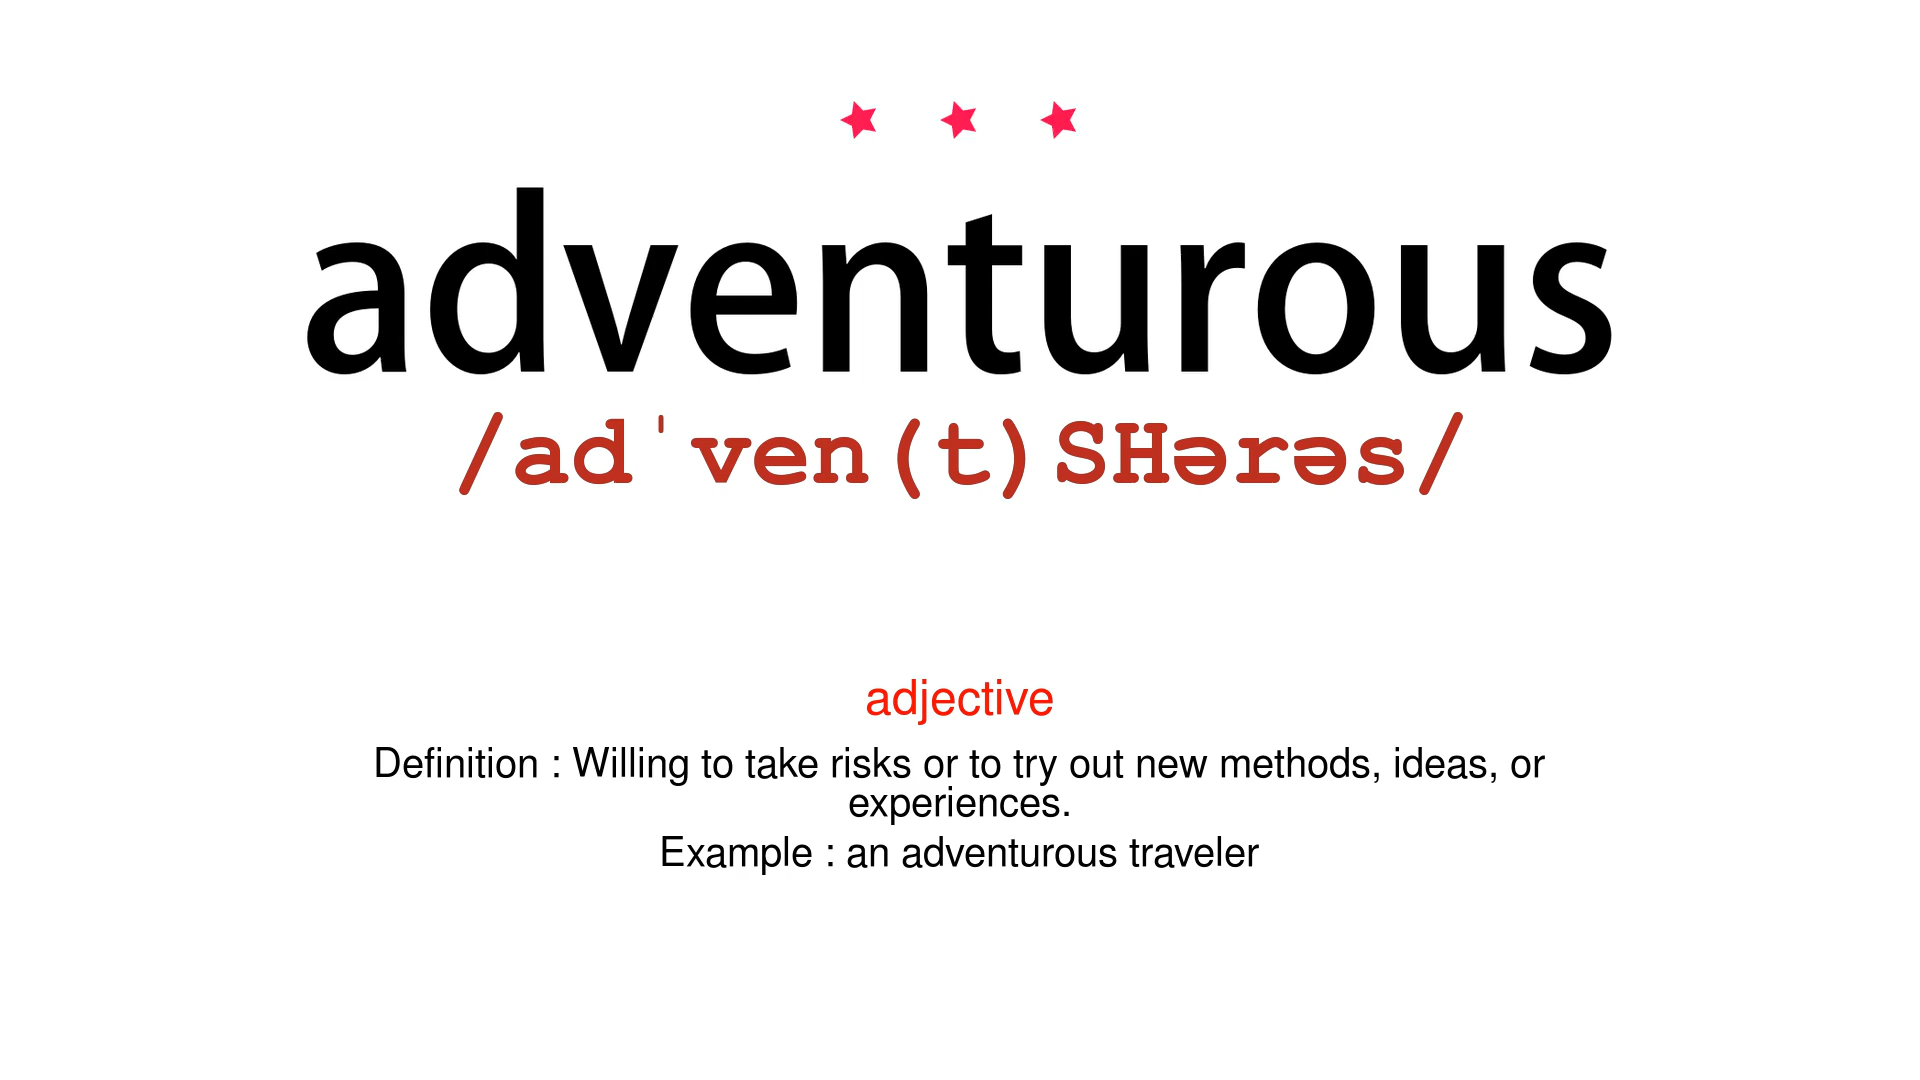 adventurous
/adˈven(t)SHərəs/
adjective
Definition : Willing to take risks or to try out new methods, ideas, or
experiences.
Example : an adventurous traveler